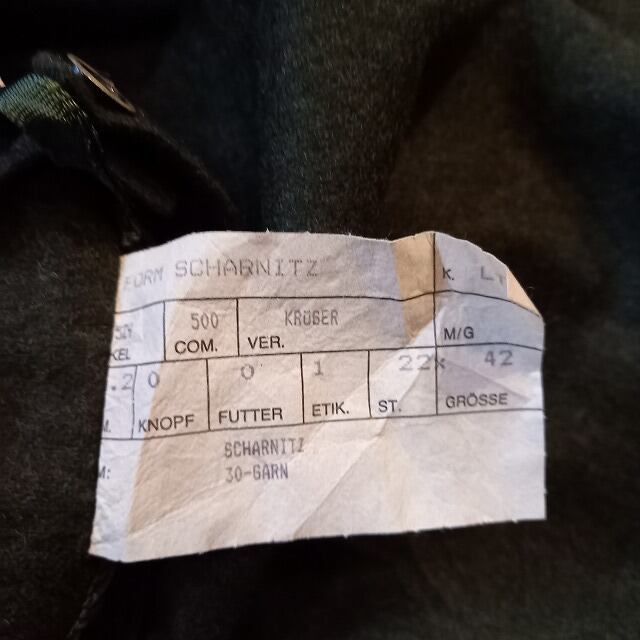 FORM SCHARNITZ K. L
500 KRÜGER
COM. VER. M/G
.2 0 0 1 22* 42
KNOPF FUTTER ETIK. ST. GRÖSSE
SCHARNITZ
30-GARN